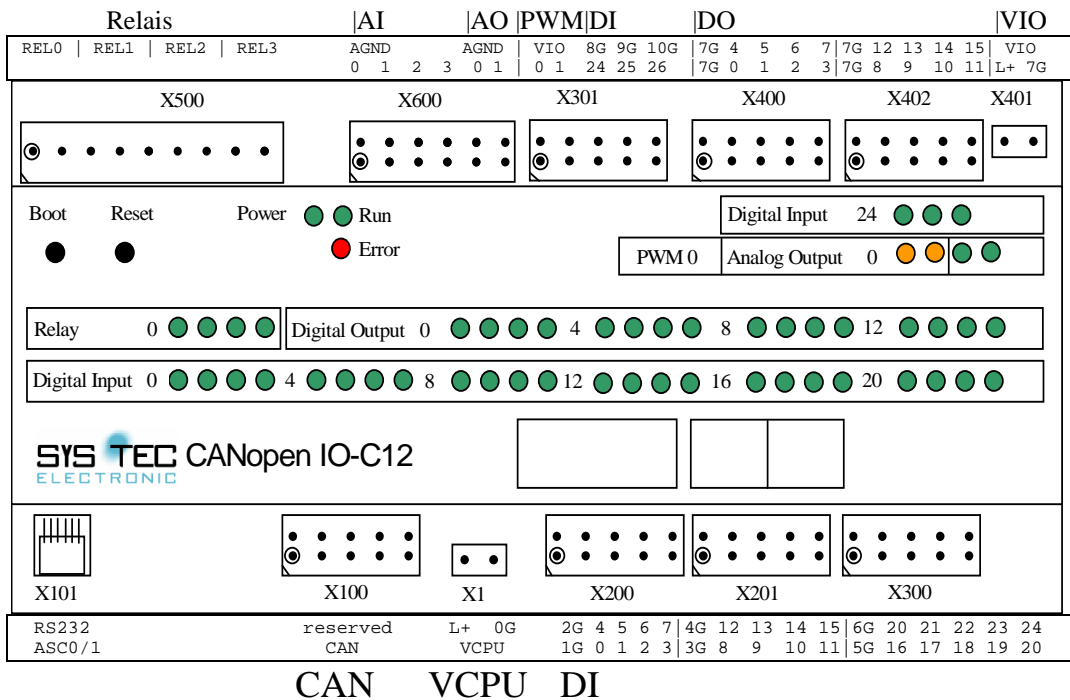 Relais |AI |AO |PWM|DI |DO |VIO
REL0 | REL1 | REL2 | REL3 AGND AGND | VIO 8G 9G 10G |7G 4 5 6 7|7G 12 13 14 15| VIO
0 1 2 3 0 1 | 0 1 24 25 26 |7G 0 1 2 3|7G 8 9 10 11|L+ 7G
X500 X600 X301 X400 X402 X401
Boot Reset Power Run Digital Input 24
Error PWM 0 Analog Output 0
Relay 0 Digital Output 0 4 8 12
Digital Input 0 4 8 12 16 20
SYS TEC CANopen IO-C12
ELECTRONIC
X101 X100 X1 X200 X201 X300
RS232 reserved L+ 0G 2G 4 5 6 7|4G 12 13 14 15|6G 20 21 22 23 24
ASC0/1 CAN VCPU 1G 0 1 2 3|3G 8 9 10 11|5G 16 17 18 19 20
CAN VCPU DI